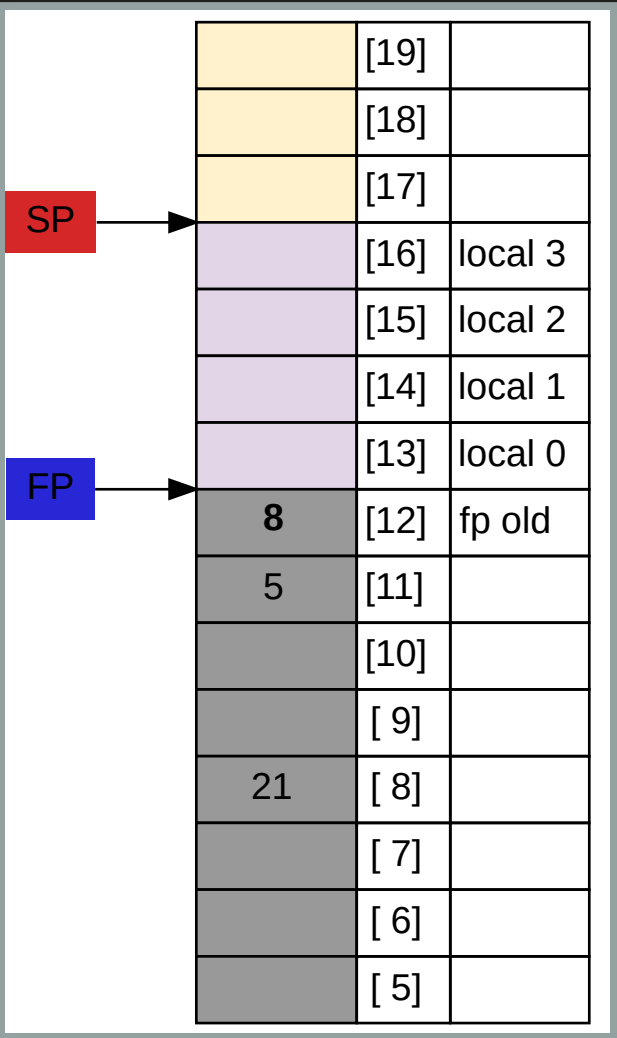 [19]
[18]
[17]
SP
[16] local 3
[15] local 2
[14] local 1
[13] local 0
FP
8 [12] fp old
5 [11]
[10]
[ 9]
21 [ 8]
[ 7]
[ 6]
[ 5]